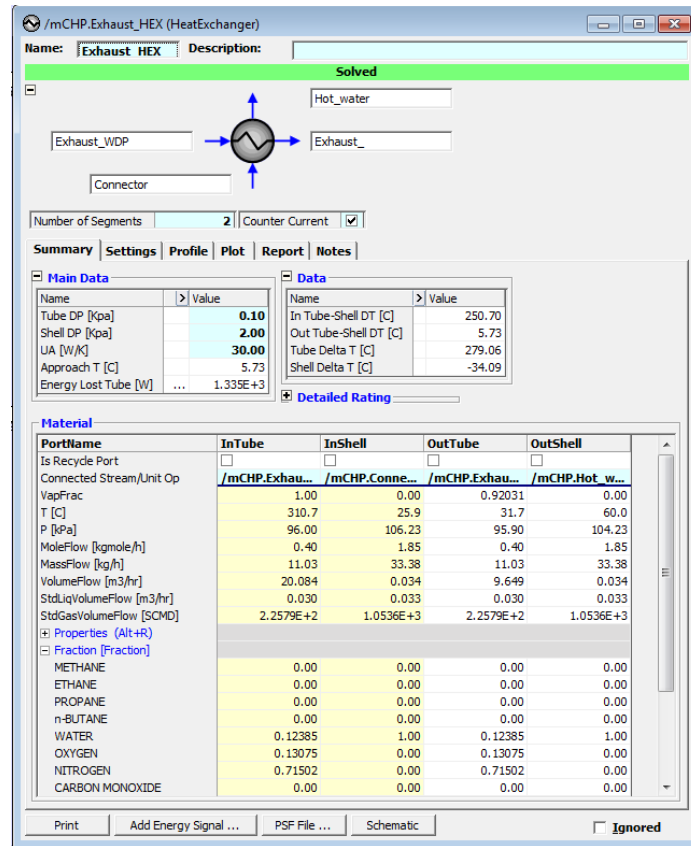 /mCHP.Exhaust_HEX (HeatExchanger)
Name: Exhaust HEX Description:
Solved
Hot_water
Exhaust_WDP Exhaust_
Connector
Number of Segments 2 Counter Current
Summary Settings Profile Plot Report Notes
Main Data
Name > Value
Tube DP [Kpa] 0.10
Shell DP [Kpa] 2.00
UA [W/K] 30.00
Approach T [C] 5.73
Energy Lost Tube [W] ... 1.335E+3
Data
Name > Value
In Tube-Shell DT [C] 250.70
Out Tube-Shell DT [C] 5.73
Tube Delta T [C] 279.06
Shell Delta T [C] -34.09
Detailed Rating
Material
PortName InTube InShell OutTube OutShell
Is Recycle Port
Connected Stream/Unit Op /mCHP.Exhau... /mCHP.Conne... /mCHP.Exhau... /mCHP.Hot_w...
VapFrac 1.00 0.00 0.92031 0.00
T [C] 310.7 25.9 31.7 60.0
P [kPa] 96.00 106.23 95.90 104.23
MoleFlow [kgmole/h] 0.40 1.85 0.40 1.85
MassFlow [kg/h] 11.03 33.38 11.03 33.38
VolumeFlow [m3/hr] 20.084 0.034 9.649 0.034
StdLiqVolumeFlow [m3/hr] 0.030 0.033 0.030 0.033
StdGasVolumeFlow [SCMD] 2.2579E+2 1.0536E+3 2.2579E+2 1.0536E+3
Properties (Alt+R)
Fraction [Fraction]
METHANE 0.00 0.00 0.00 0.00
ETHANE 0.00 0.00 0.00 0.00
PROPANE 0.00 0.00 0.00 0.00
n-BUTANE 0.00 0.00 0.00 0.00
WATER 0.12385 1.00 0.12385 1.00
OXYGEN 0.13075 0.00 0.13075 0.00
NITROGEN 0.71502 0.00 0.71502 0.00
CARBON MONOXIDE 0.00 0.00 0.00 0.00
Print Add Energy Signal ... PSF File ... Schematic Ignored